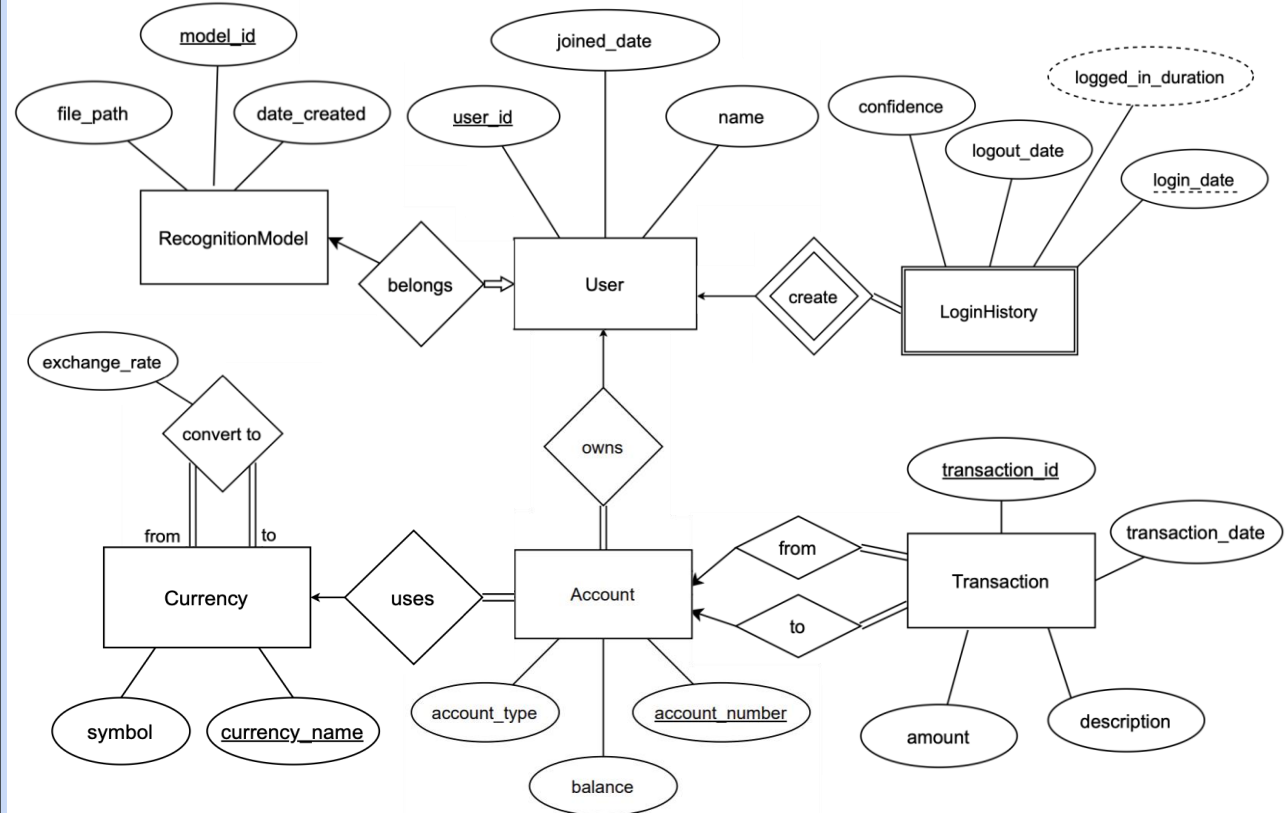 model_id
file_path
date_created
RecognitionModel
belongs
joined_date
user_id
name
User
confidence
logged_in_duration
logout_date
login_date
create
LoginHistory
exchange_rate
convert to
from
to
Currency
symbol
currency_name
uses
owns
Account
account_type
account_number
balance
from
to
transaction_id
transaction_date
Transaction
amount
description